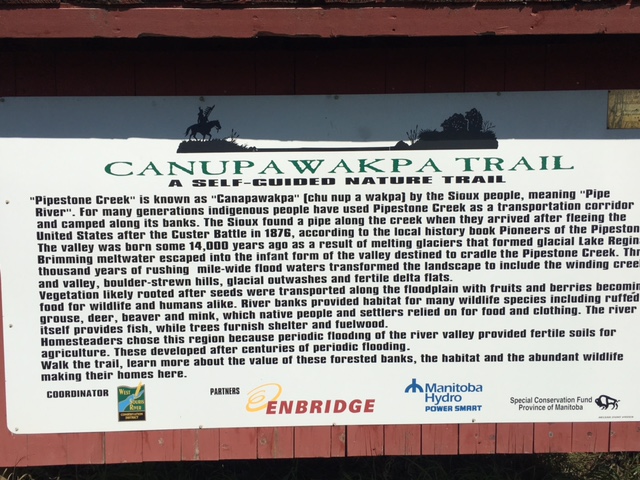 CANUPAWAKPA TRAIL
A SELF-GUIDED NATURE TRAIL
"Pipestone Creek" is known as "Canapawakpa" (chu nup a wakpa) by the Sioux people, meaning "Pipe
River". For many generations indigenous people have used Pipestone Creek as a transportation corridor
and camped along its banks. The Sioux found a pipe along the creek when they arrived after fleeing the
United States after the Custer Battle in 1876, according to the local history book Pioneers of the Pipeston
The valley was born some 14,000 years ago as a result of melting glaciers that formed glacial Lake Regin
Brimming meltwater escaped into the infant form of the valley destined to cradle the Pipestone Creek. Thr
thousand years of rushing mile-wide flood waters transformed the landscape to include the winding cree
and valley, boulder-strewn hills, glacial outwashes and fertile delta flats.
Vegetation likely rooted after seeds were transported along the floodplain with fruits and berries becomin
food for wildlife and humans alike. River banks provided habitat for many wildlife species including ruffed
grouse, deer, beaver and mink, which native people and settlers relied on for food and clothing. The river
itself provides fish, while trees furnish shelter and fuelwood.
Homesteaders chose this region because periodic flooding of the river valley provided fertile soils for
agriculture. These developed after centuries of periodic flooding.
Walk the trail, learn more about the value of these forested banks, the habitat and the abundant wildlife
making their homes here.
COORDINATOR
WEST SOURIS RIVER CONSERVATION DISTRICT
PARTNERS
ENBRIDGE
Manitoba Hydro
POWER SMART
Special Conservation Fund
Province of Manitoba